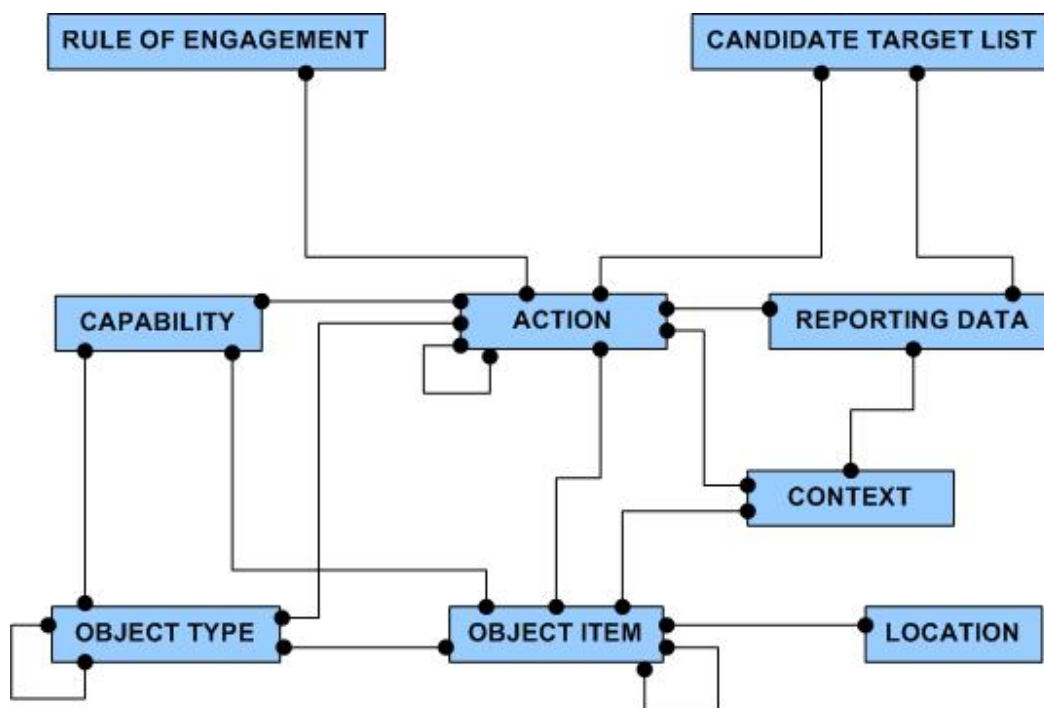 RULE OF ENGAGEMENT
CANDIDATE TARGET LIST
CAPABILITY
ACTION
REPORTING DATA
CONTEXT
OBJECT TYPE
OBJECT ITEM
LOCATION